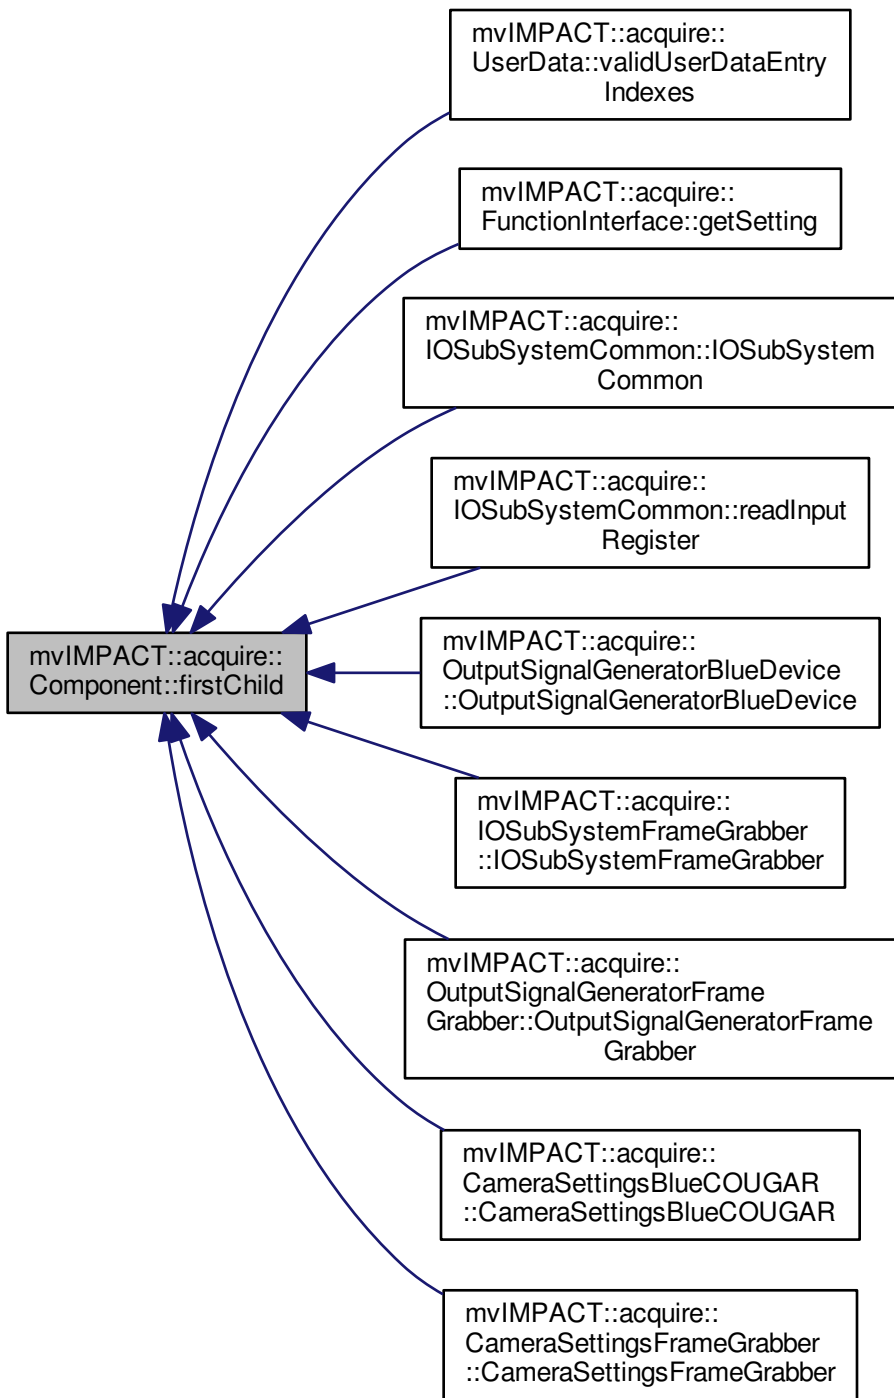 mvIMPACT::acquire::
UserData::validUserDataEntry
Indexes
mvIMPACT::acquire::
FunctionInterface::getSetting
mvIMPACT::acquire::
IOSubSystemCommon::IOSubSystem
Common
mvIMPACT::acquire::
IOSubSystemCommon::readInput
Register
mvIMPACT::acquire::
Component::firstChild
mvIMPACT::acquire::
OutputSignalGeneratorBlueDevice
::OutputSignalGeneratorBlueDevice
mvIMPACT::acquire::
IOSubSystemFrameGrabber
::IOSubSystemFrameGrabber
mvIMPACT::acquire::
OutputSignalGeneratorFrame
Grabber::OutputSignalGeneratorFrame
Grabber
mvIMPACT::acquire::
CameraSettingsBlueCOUGAR
::CameraSettingsBlueCOUGAR
mvIMPACT::acquire::
CameraSettingsFrameGrabber
::CameraSettingsFrameGrabber